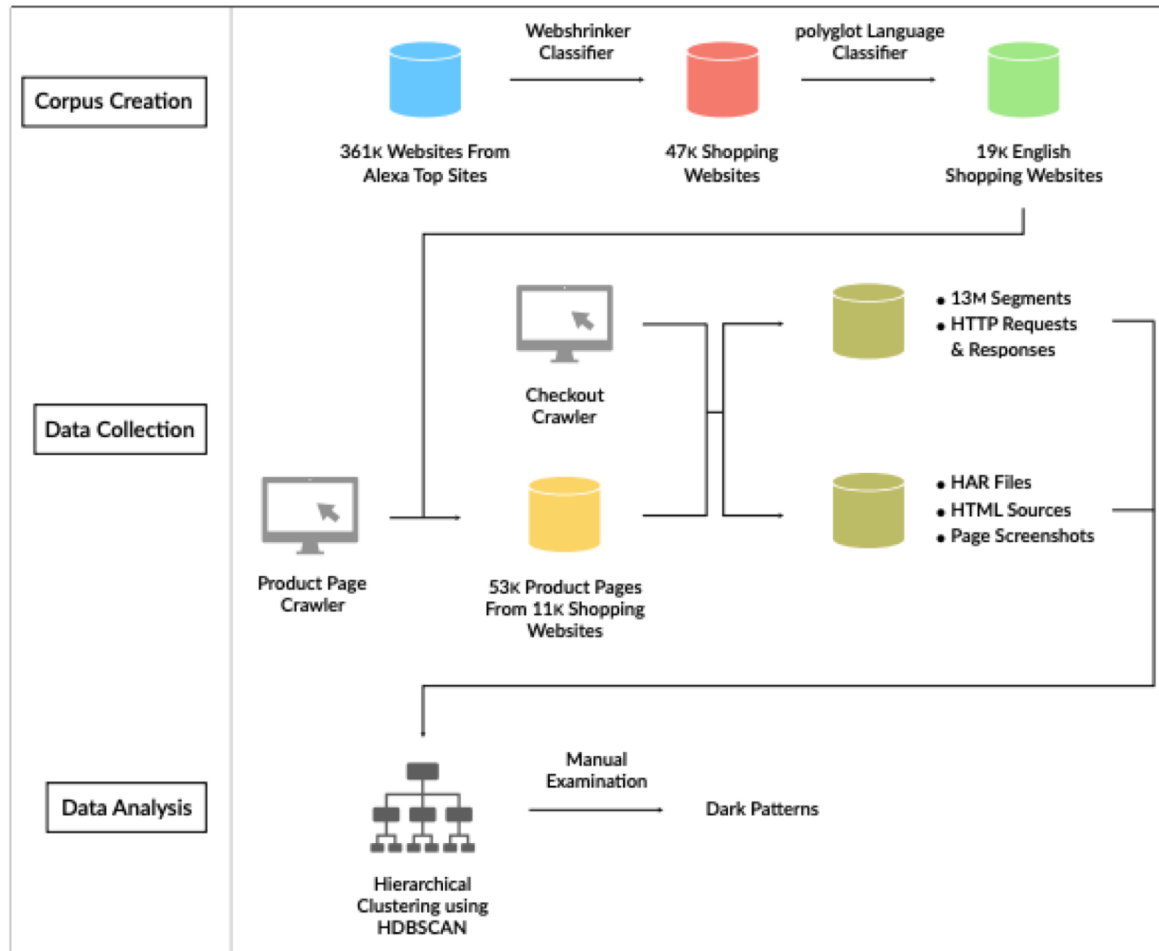 Corpus Creation
Webshrinker
Classifier
polyglot Language
Classifier
361K Websites From
Alexa Top Sites
47K Shopping
Websites
19K English
Shopping Websites
Data Collection
Checkout
Crawler
• 13M Segments
• HTTP Requests
& Responses
Product Page
Crawler
53K Product Pages
From 11K Shopping
Websites
• HAR Files
• HTML Sources
• Page Screenshots
Data Analysis
Hierarchical
Clustering using
HDBSCAN
Manual
Examination
Dark Patterns